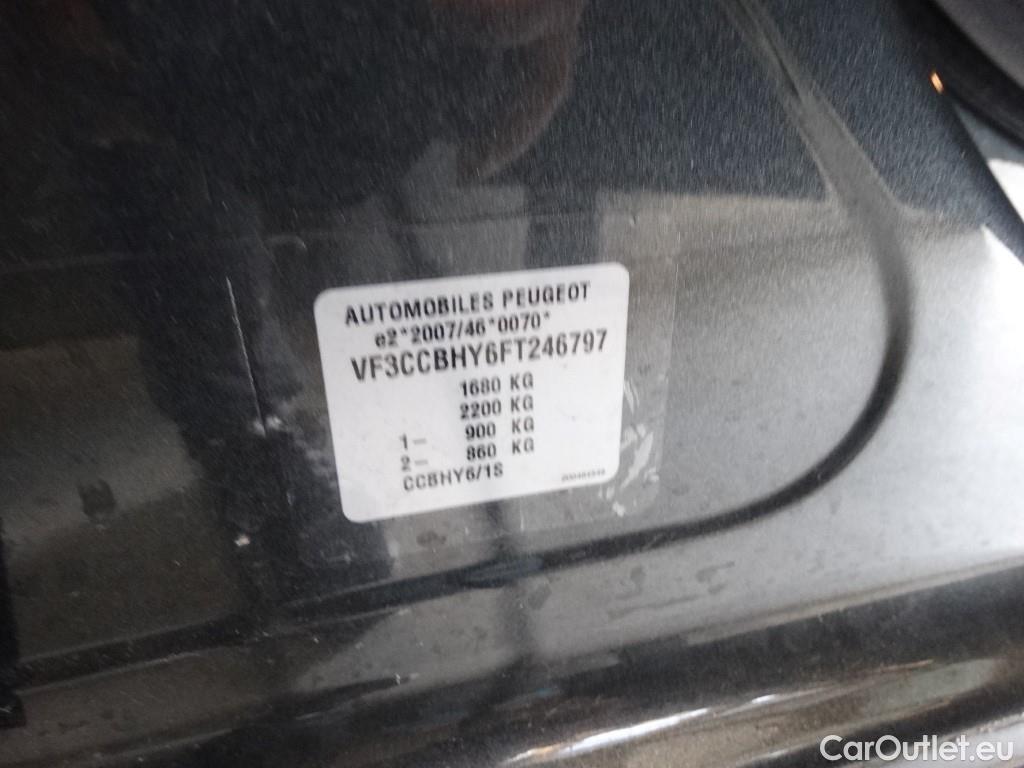 AUTOMOBILES PEUGEOT
e2*2007/46*0070*
VF3CCBHY6FT246797
1680 KG
2200 KG
1- 900 KG
2- 860 KG
CCBHY6/1S
CarOutlet.eu